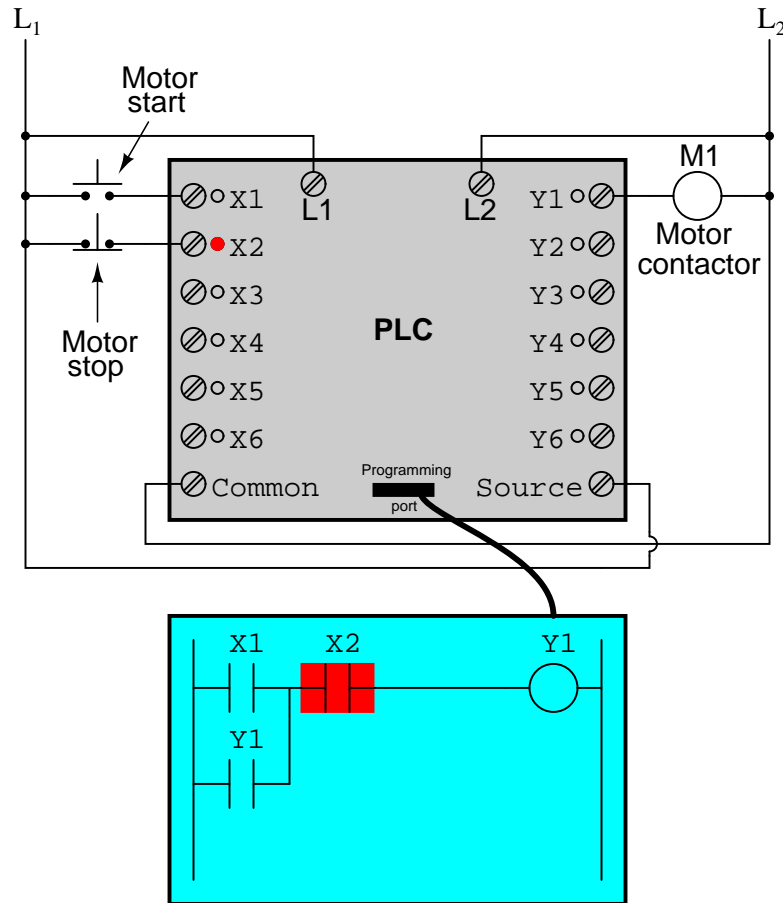 L1
L2
Motor
start
M1
X1
L1
L2
Y1
X2
Y2
Motor
contactor
X3
Y3
Motor
stop
X4
PLC
Y4
X5
Y5
X6
Y6
Common
Programming
port
Source
X1
X2
Y1
Y1